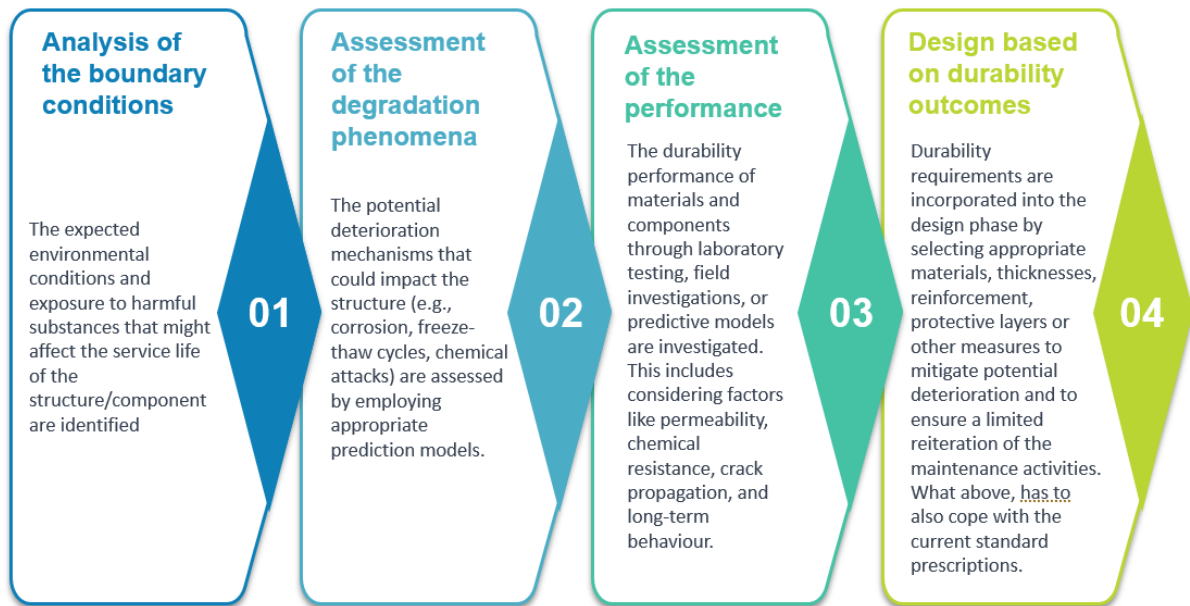 Analysis of
the boundary
conditions
The expected
environmental
conditions and
exposure to harmful
substances that might
affect the service life
of the
structure/component
are identified
01
Assessment
of the
degradation
phenomena
The potential
deterioration
mechanisms that
could impact the
structure (e.g.,
corrosion, freeze-
thaw cycles, chemical
attacks) are assessed
by employing
appropriate
prediction models.
02
Assessment
of the
performance
The durability
performance of
materials and
components
through laboratory
testing, field
investigations, or
predictive models
are investigated.
This includes
considering factors
like permeability,
chemical
resistance, crack
propagation, and
long-term
behaviour.
03
Design based
on durability
outcomes
Durability
requirements are
incorporated into the
design phase by
selecting appropriate
materials, thicknesses,
reinforcement,
protective layers or
other measures to
mitigate potential
deterioration and to
ensure a limited
reiteration of the
maintenance activities.
What above, has to
also cope with the
current standard
prescriptions.
04